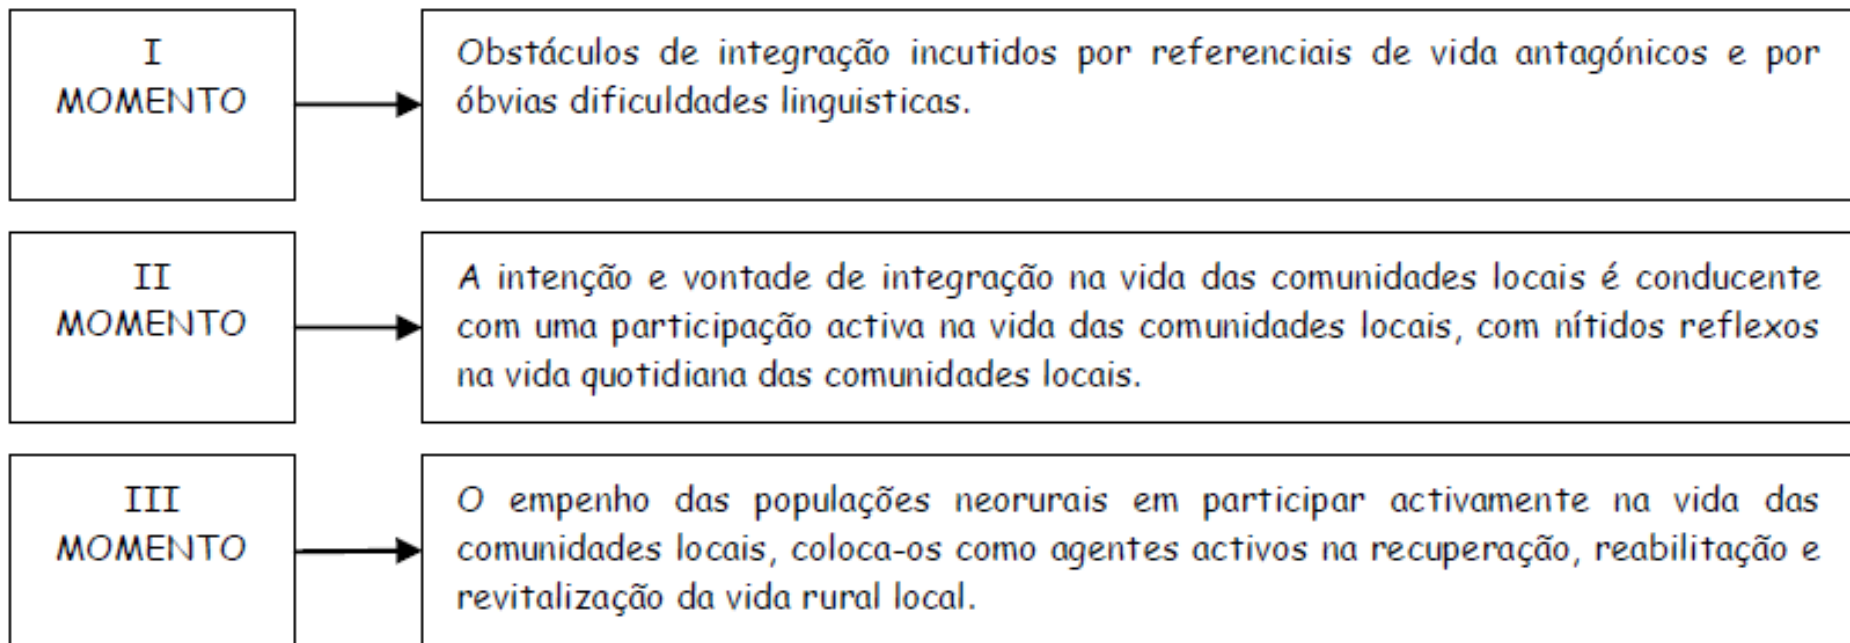 I
MOMENTO
Obstáculos de integração incutidos por referenciais de vida antagónicos e por
óbvias dificuldades linguisticas.
II
MOMENTO
A intenção e vontade de integração na vida das comunidades locais é conducente
com uma participação activa na vida das comunidades locais, com nítidos reflexos
na vida quotidiana das comunidades locais.
III
MOMENTO
O empenho das populações neorurais em participar activamente na vida das
comunidades locais, coloca-os como agentes activos na recuperação, reabilitação e
revitalização da vida rural local.